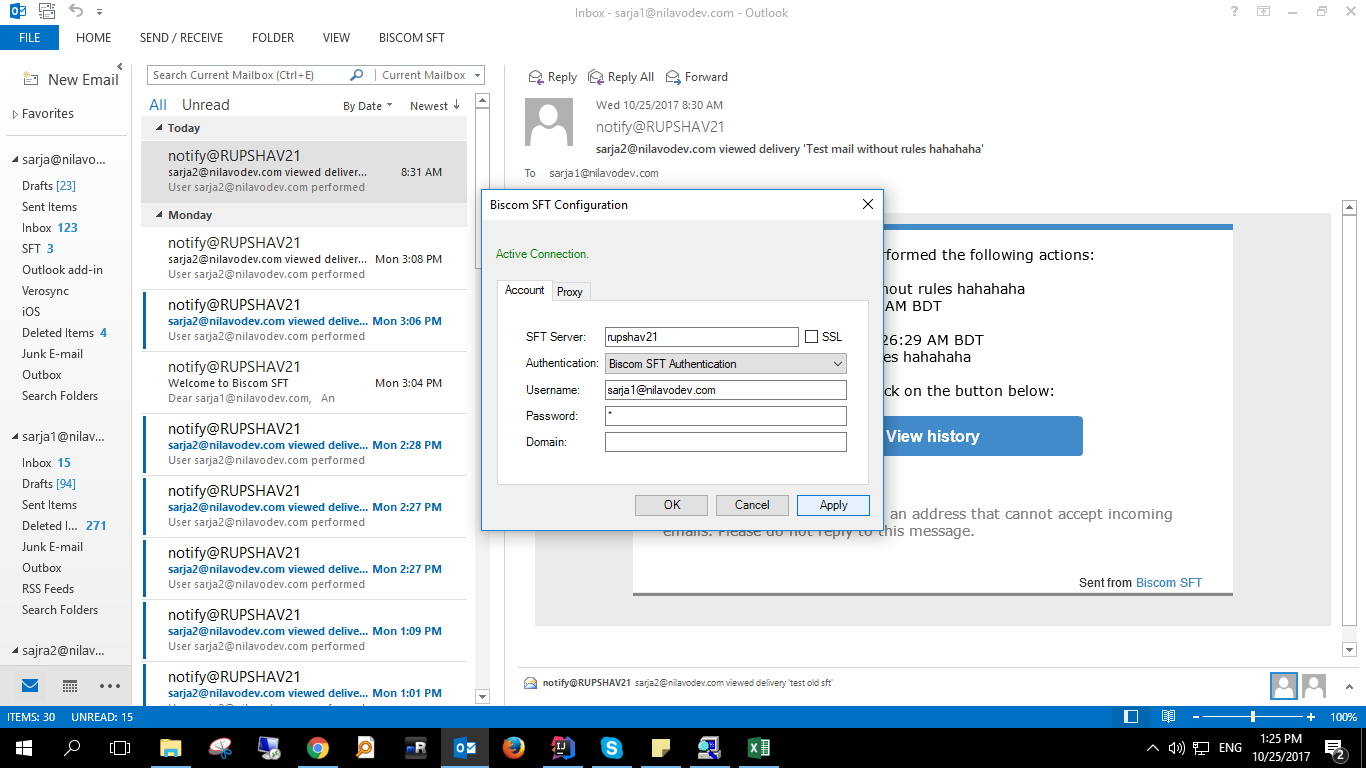 Inbox - sarja1@nilavodev.com - Outlook
FILE HOME SEND / RECEIVE FOLDER VIEW BISCOM SFT
New Email
Favorites
sarja@nilavo...
Drafts [23]
Sent Items
Inbox 123
SFT 3
Outlook add-in
Verosync
iOS
Deleted Items 4
Junk E-mail
Outbox
Search Folders
sarja1@nilav...
Inbox 15
Drafts [94]
Sent Items
Deleted I... 271
Junk E-mail
Outbox
RSS Feeds
Search Folders
sajra2@nilav...
Search Current Mailbox (Ctrl+E) Current Mailbox
All Unread By Date Newest
Today
notify@RUPSHAV21
sarja2@nilavodev.com viewed deliver... 8:31 AM
User sarja2@nilavodev.com performed
Monday
notify@RUPSHAV21
sarja2@nilavodev.com viewed deliver... Mon 3:08 PM
User sarja2@nilavodev.com performed
notify@RUPSHAV21
sarja2@nilavodev.com viewed delive... Mon 3:06 PM
User sarja2@nilavodev.com performed
notify@RUPSHAV21
Welcome to Biscom SFT Mon 3:04 PM
Dear sarja1@nilavodev.com, An
notify@RUPSHAV21
sarja2@nilavodev.com viewed delive... Mon 2:28 PM
User sarja2@nilavodev.com performed
notify@RUPSHAV21
sarja2@nilavodev.com viewed delive... Mon 2:27 PM
User sarja2@nilavodev.com performed
notify@RUPSHAV21
sarja2@nilavodev.com viewed delive... Mon 2:27 PM
User sarja2@nilavodev.com performed
notify@RUPSHAV21
sarja2@nilavodev.com viewed delive... Mon 1:09 PM
User sarja2@nilavodev.com performed
notify@RUPSHAV21
sarja2@nilavodev.com viewed delive... Mon 1:01 PM
Reply Reply All Forward
Wed 10/25/2017 8:30 AM
notify@RUPSHAV21
sarja2@nilavodev.com viewed delivery 'Test mail without rules hahahaha'
To sarja1@nilavodev.com
formed the following actions:
out rules hahahaha
AM BDT
26:29 AM BDT
es hahahaha
ck on the button below:
View history
an address that cannot accept incoming
emails. Please do not reply to this message.
Sent from Biscom SFT
Biscom SFT Configuration
Active Connection.
Account Proxy
SFT Server: rupshav21 SSL
Authentication: Biscom SFT Authentication
Username: sarja1@nilavodev.com
Password: *
Domain:
OK Cancel Apply
notify@RUPSHAV21 sarja2@nilavodev.com viewed delivery 'test old sft'
ITEMS: 30 UNREAD: 15 100%
mR
ENG
1:25 PM
10/25/2017
2